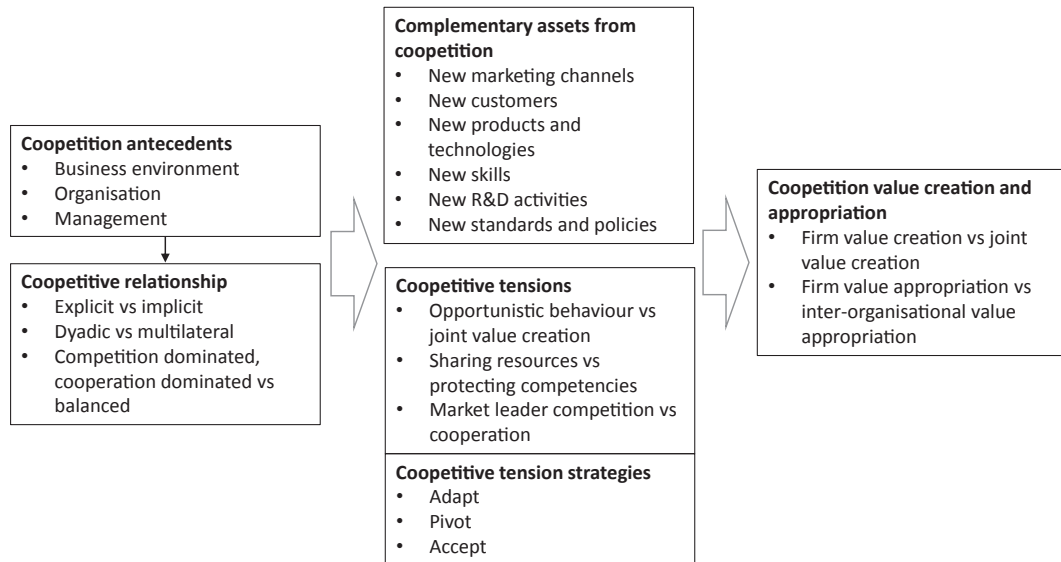 Coopetition antecedents
• Business environment
• Organisation
• Management
Coopetitive relationship
• Explicit vs implicit
• Dyadic vs multilateral
• Competition dominated,
cooperation dominated vs
balanced
Complementary assets from
coopetition
• New marketing channels
• New customers
• New products and
technologies
• New skills
• New R&D activities
• New standards and policies
Coopetitive tensions
• Opportunistic behaviour vs
joint value creation
• Sharing resources vs
protecting competencies
• Market leader competition vs
cooperation
Coopetitive tension strategies
• Adapt
• Pivot
• Accept
Coopetition value creation and
appropriation
• Firm value creation vs joint
value creation
• Firm value appropriation vs
inter-organisational value
appropriation